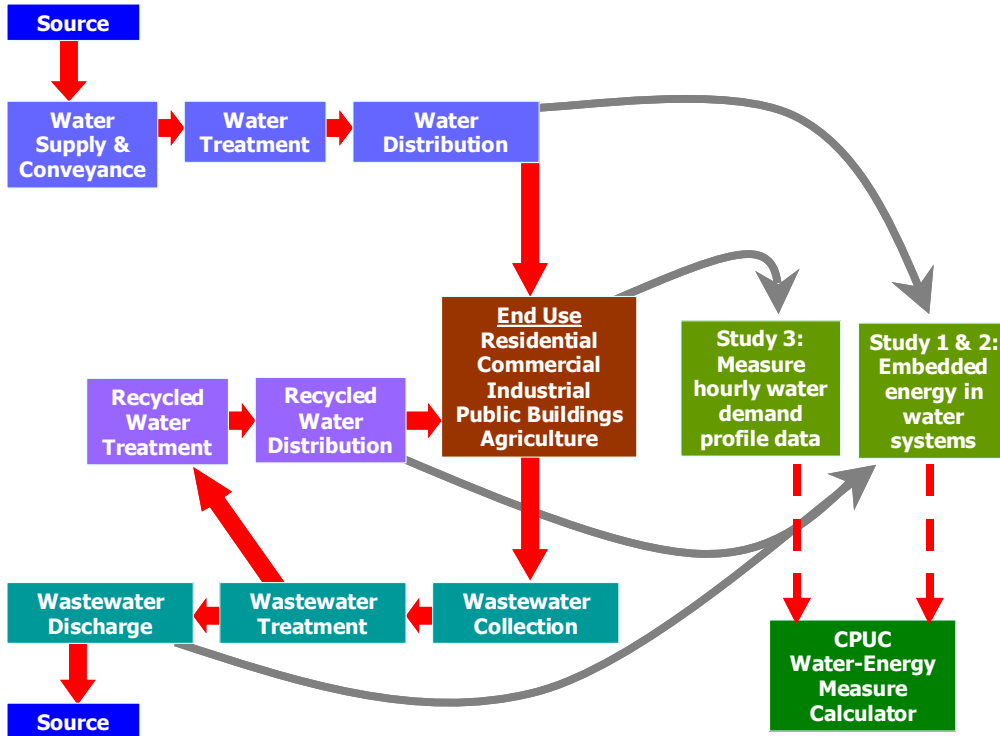 Source
Water
Supply &
Conveyance
Water
Treatment
Water
Distribution
End Use
Residential
Commercial
Industrial
Public Buildings
Agriculture
Study 3:
Measure
hourly water
demand
profile data
Study 1 & 2:
Embedded
energy in
water
systems
Recycled
Water
Treatment
Recycled
Water
Distribution
Wastewater
Discharge
Wastewater
Treatment
Wastewater
Collection
CPUC
Water-Energy
Measure
Calculator
Source